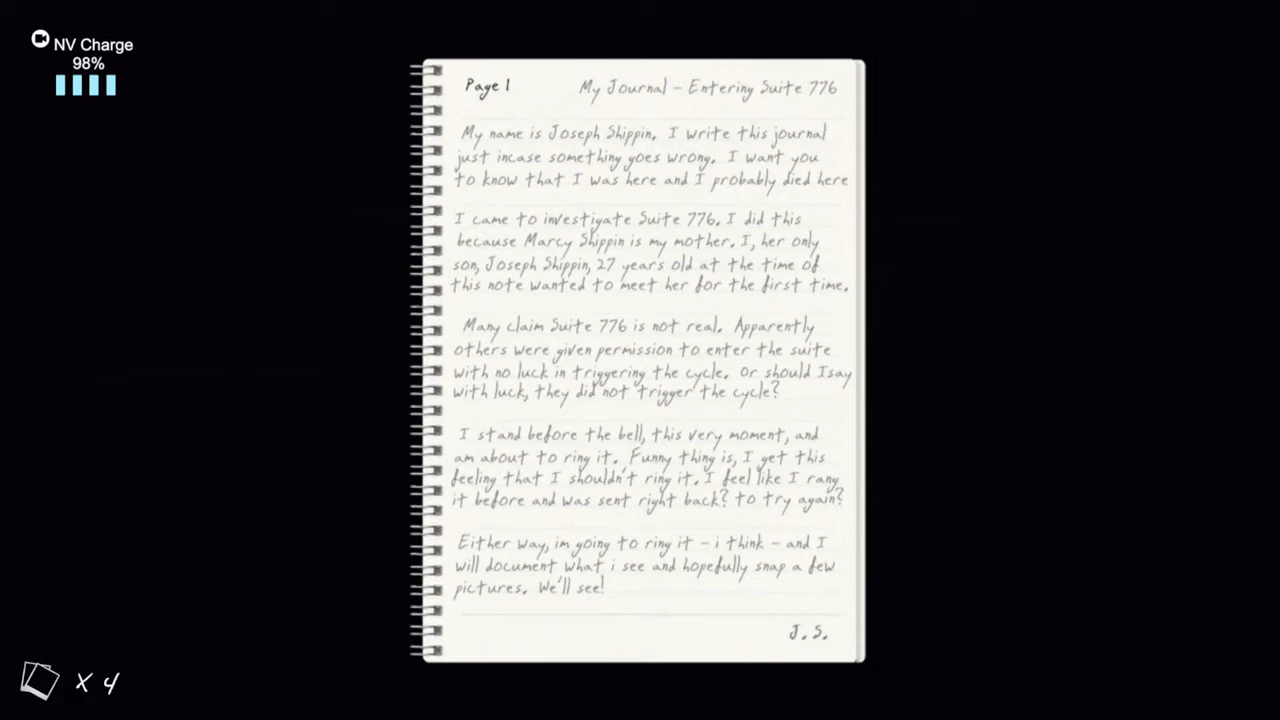 NV Charge
98%
Page 1
My Journal - Entering Suite 776
My name is Joseph Shippin. I write this journal
just incase something goes wrong. I want you
to know that I was here and I probably died here
I came to investigate Suite 776. I did this
because Marcy Shippin is my mother. I, her only
son, Joseph Shippin, 27 years old at the time of
this note wanted to meet her for the first time.
Many claim Suite 776 is not real. Apparently
others were given permission to enter the suite
with no luck in triggering the cycle. Or should I say
with luck, they did not trigger the cycle?
I stand before the bell, this very moment, and
am about to ring it. Funny thing is, I get this
feeling that I shouldn't ring it. I feel like I rang
it before and was sent right back? to try again?
Either way, im going to ring it - i think - and I
will document what i see and hopefully snap a few
pictures. We'll see!
J. S.
X 4